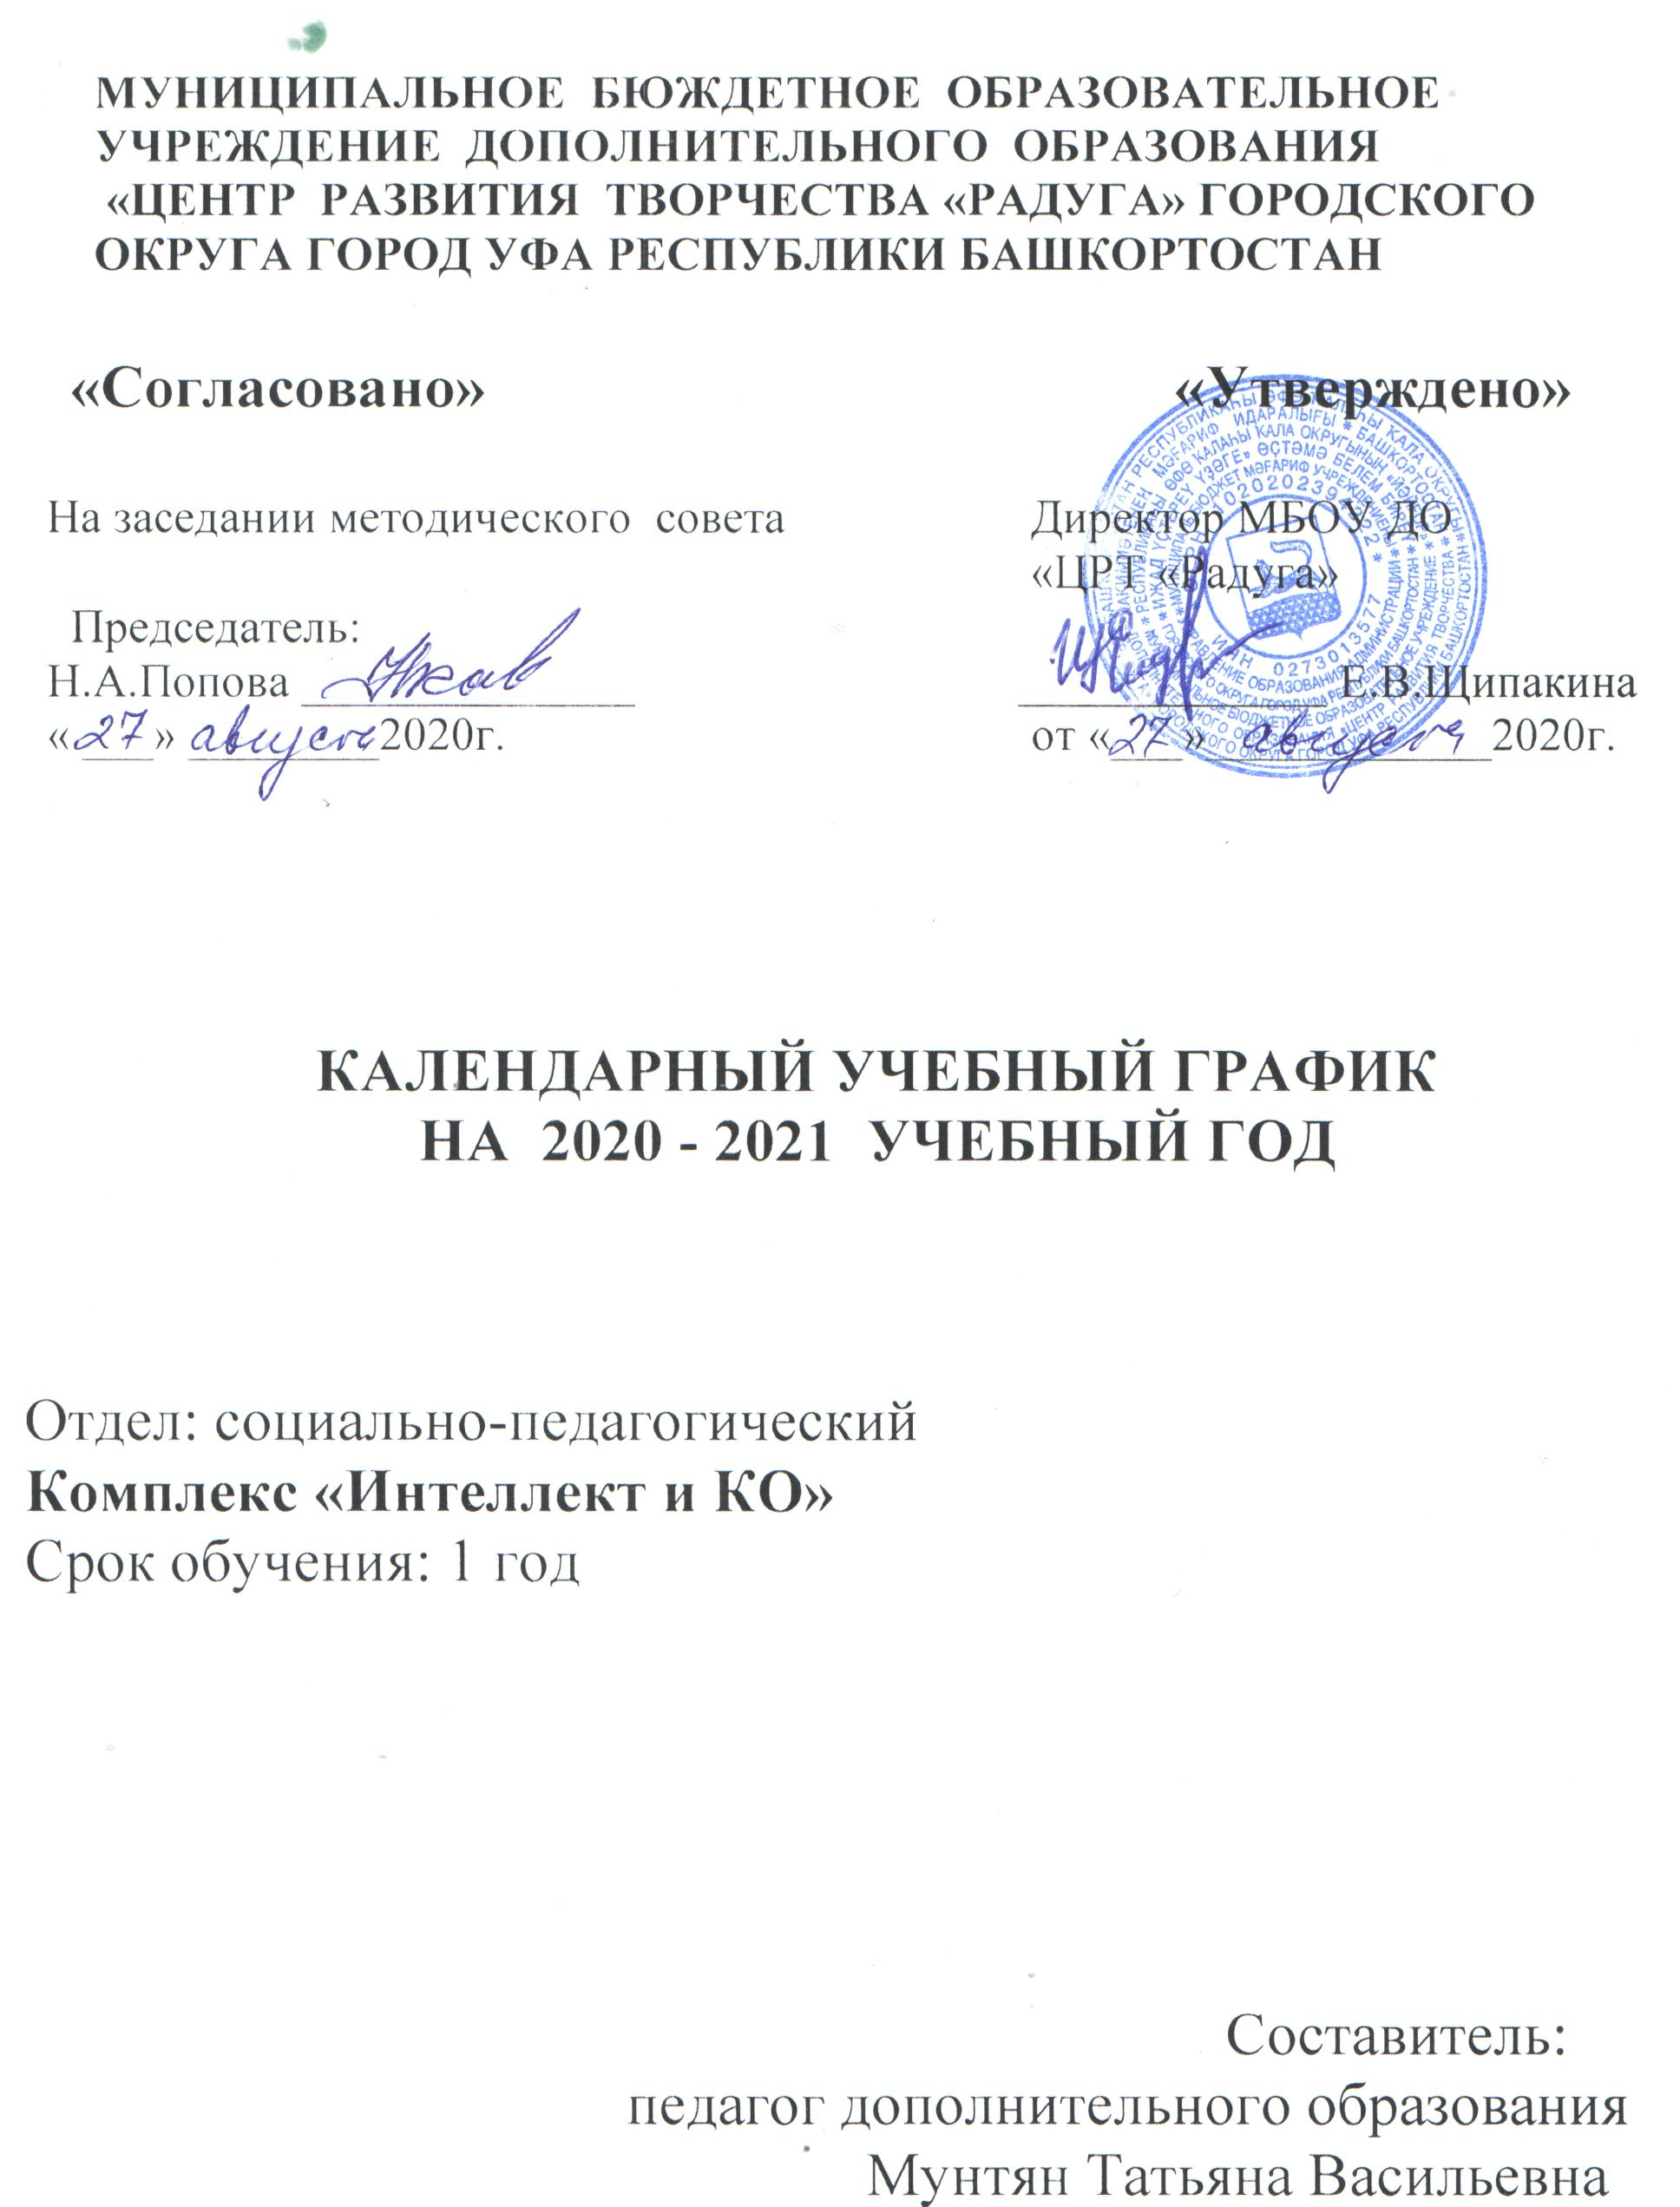 МУНИЦИПАЛЬНОЕ БЮЖДЕТНОЕ ОБРАЗОВАТЕЛЬНОЕ
УЧРЕЖДЕНИЕ ДОПОЛНИТЕЛЬНОГО ОБРАЗОВАНИЯ
«ЦЕНТР РАЗВИТИЯ ТВОРЧЕСТВА «РАДУГА» ГОРОДСКОГО
ОКРУГА ГОРОД УФА РЕСПУБЛИКИ БАШКОРТОСТАН
«Согласовано»
«Утверждено»
На заседании методического совета
Директор МБОУ ДО
«ЦРТ «Радуга»
Председатель:
Н.А.Попова
Е.В.Щипакина
«27» августа 2020г.
от «27» августа 2020г.
ИНН 0273013577
КАЛЕНДАРНЫЙ УЧЕБНЫЙ ГРАФИК
НА 2020 - 2021 УЧЕБНЫЙ ГОД
Отдел: социально-педагогический
Комплекс «Интеллект и КО»
Срок обучения: 1 год
Составитель:
педагог дополнительного образования
Мунтян Татьяна Васильевна